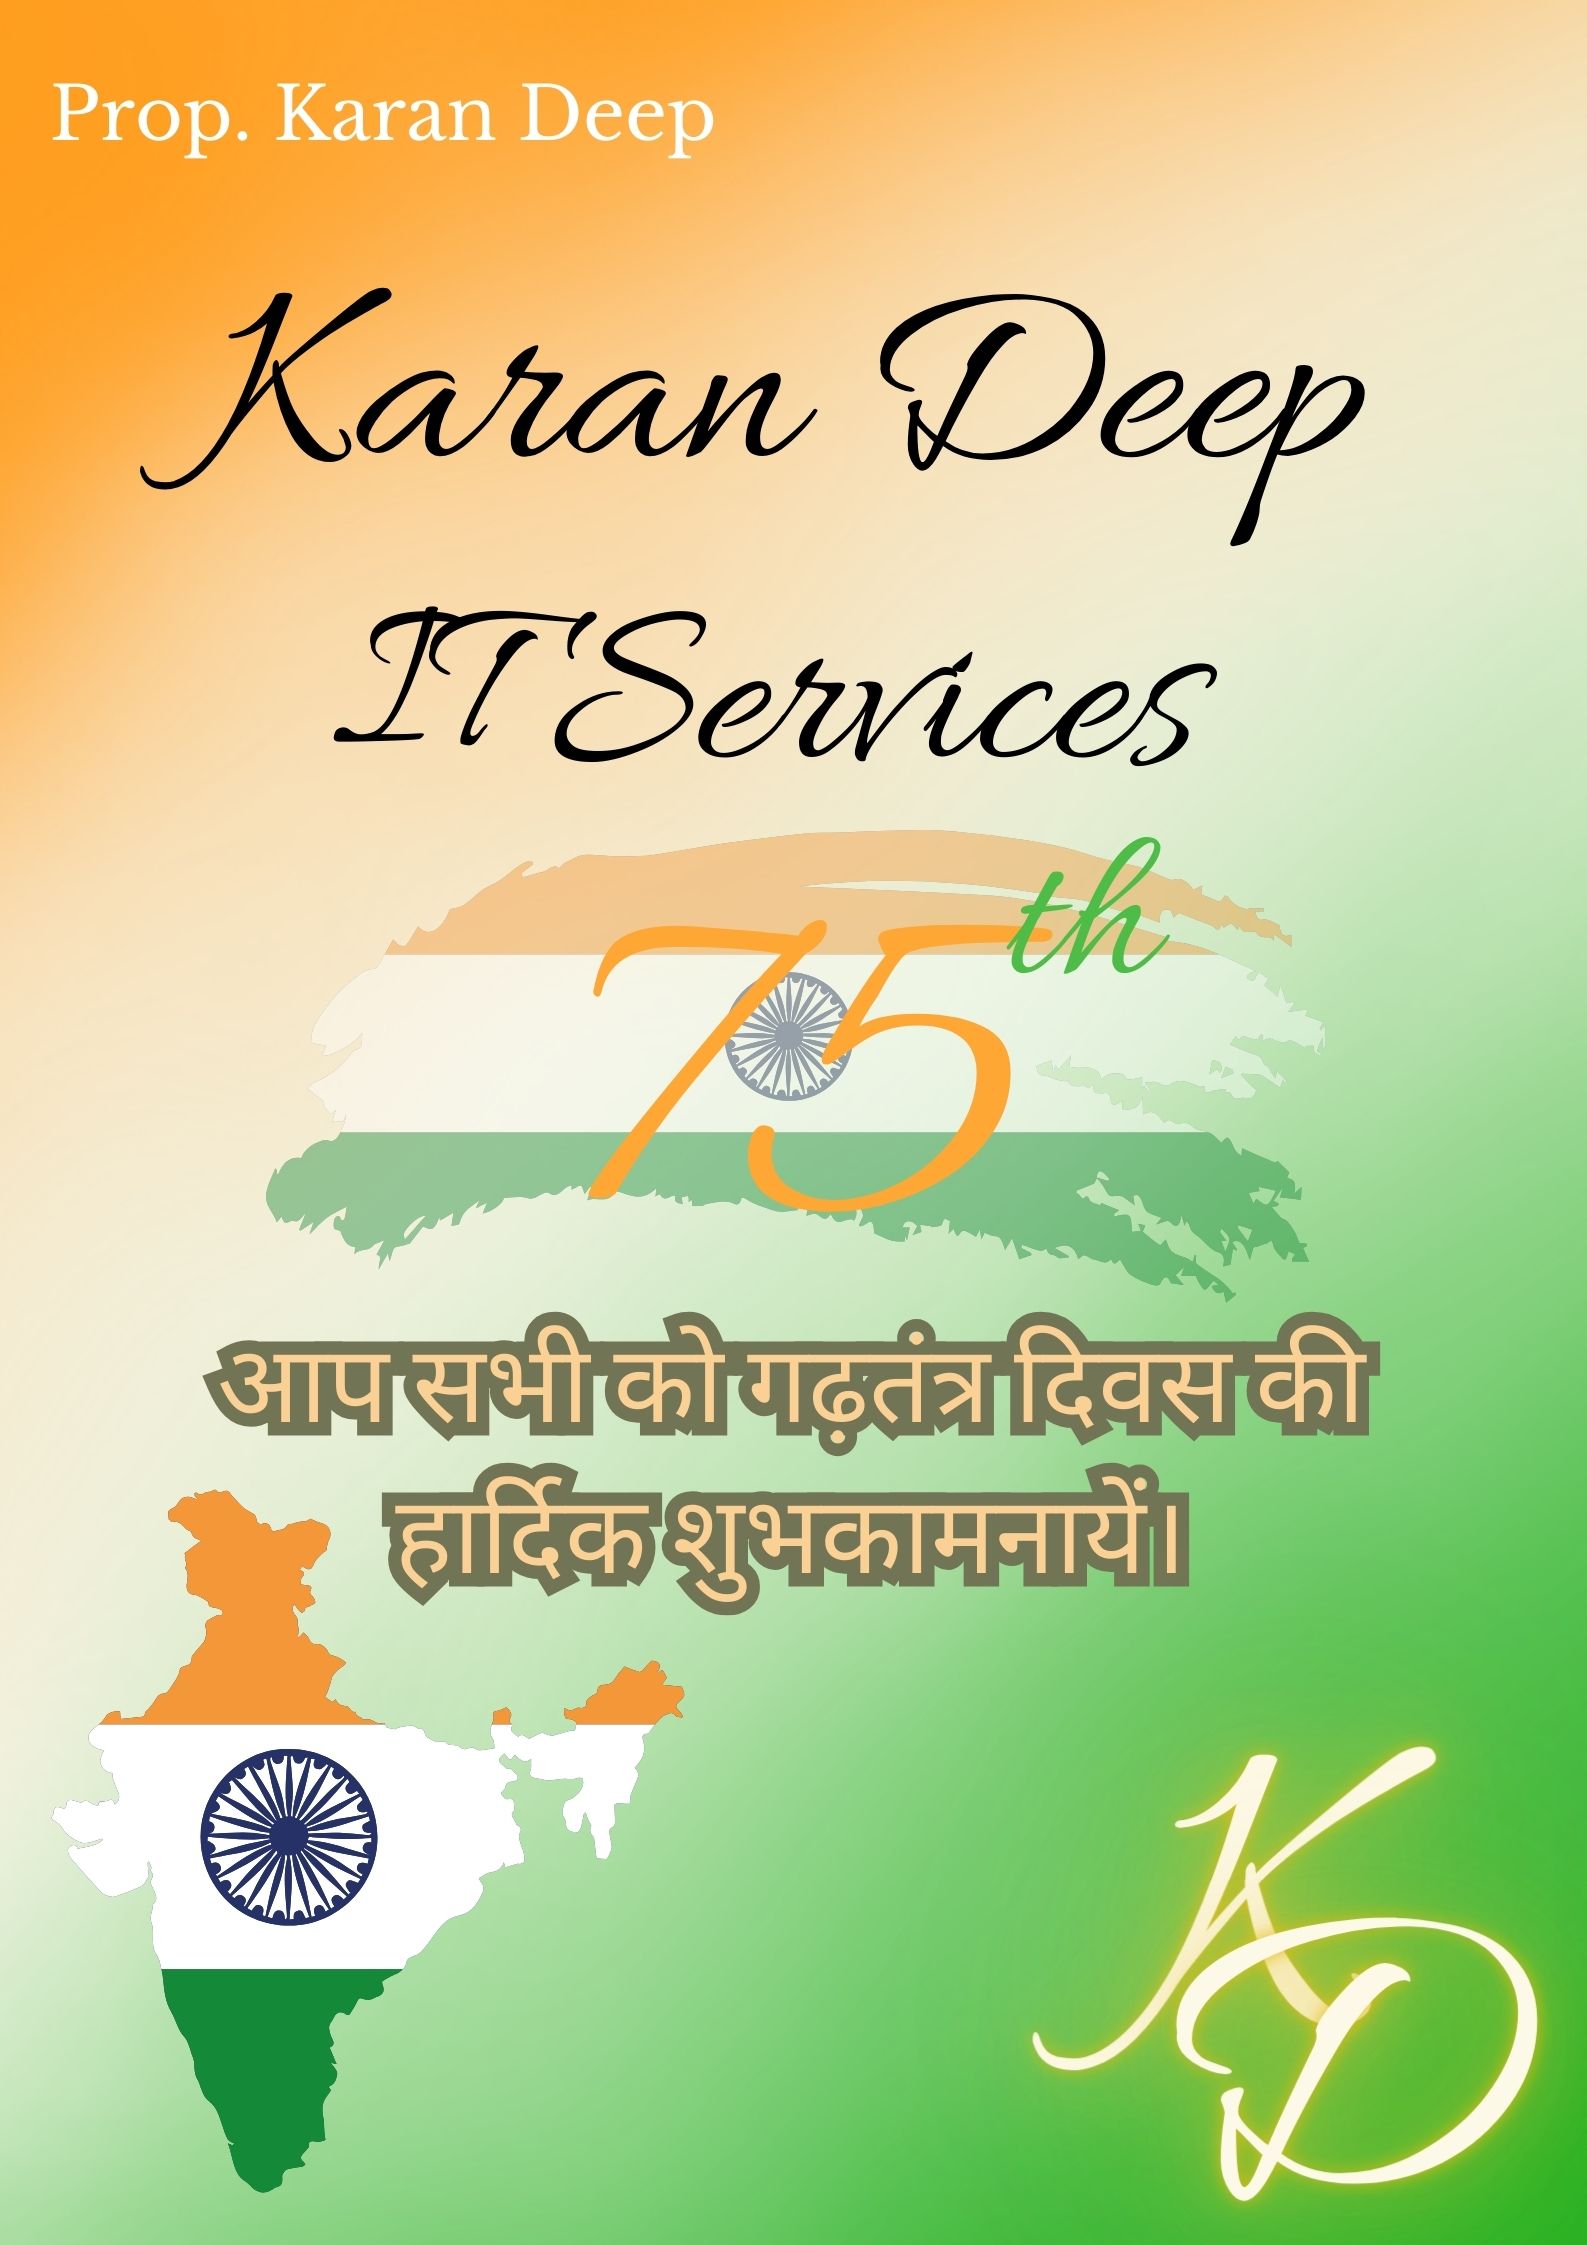 Prop. Karan Deep
Karan Deep
IT Services
75th
आप सभी को गढ़तंत्र दिवस की
हार्दिक शुभकामनायें।
KD